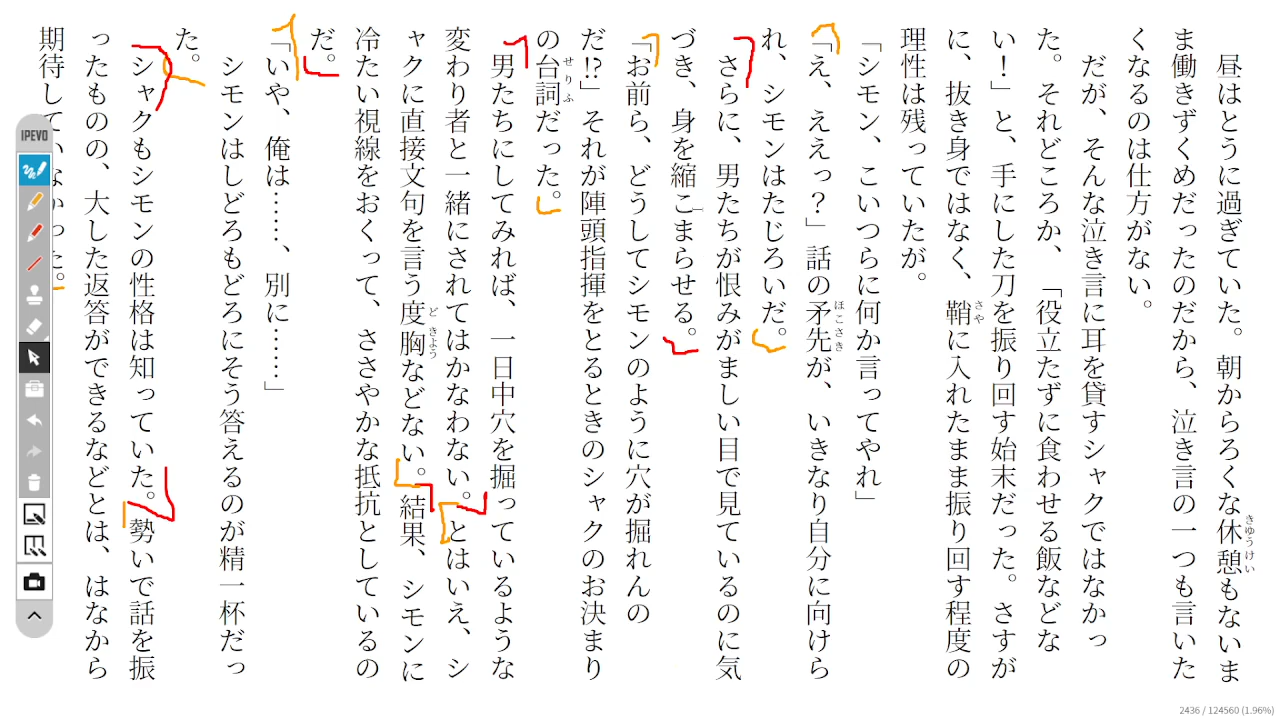 昼はとうに過ぎていた。朝からろくな休憩もないま
ま働きずくめだったのだから、泣き言の一つも言いた
くなるのは仕方がない。
だが、そんな泣き言に耳を貸すシャクではなかっ
た。それどころか、「役立たずに食わせる飯などな
い！」と、手にした刀を振り回す始末だった。さすが
に、抜き身ではなく、鞘に入れたまま振り回す程度の
理性は残っていたが。
「シモン、こいつらに何か言ってやれ」
「え、ええっ？」話の矛先が、いきなり自分に向けら
れ、シモンはたじろいだ。
さらに、男たちが恨みがましい目で見ているのに気
づき、身を縮こまらせる。
「お前ら、どうしてシモンのように穴が掘れんの
だ!?」それが陣頭指揮をとるときのシャクのお決まり
の台詞だった。
男たちにしてみれば、一日中穴を掘っているような
変わり者と一緒にされてはかなわない。とはいえ、シ
ャクに直接文句を言う度胸などない。結果、シモンに
冷たい視線をおくって、ささやかな抵抗としているの
だ。
「いや、俺は……、別に……」
シモンはしどろもどろにそう答えるのが精一杯だっ
た。
シャクもシモンの性格は知っていた。勢いで話を振
ったものの、大した返答ができるなどとは、はなから
期待していなかった。
きゅうけい
さや
ほこさき
せりふ
どきょう
IPEVO
2436 / 124560 (1.96%)